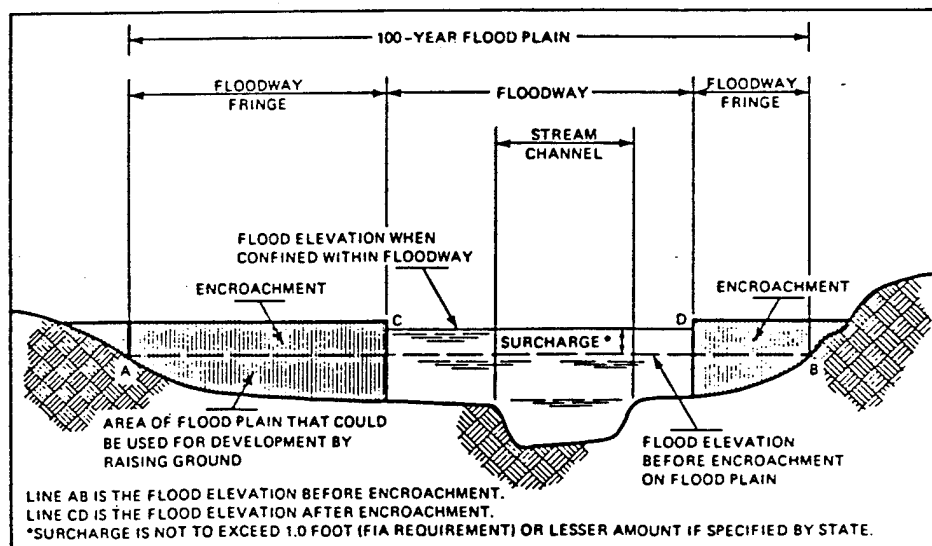 100-YEAR FLOOD PLAIN
FLOODWAY
FRINGE
FLOODWAY
FLOODWAY
FRINGE
STREAM
CHANNEL
FLOOD ELEVATION WHEN
CONFINED WITHIN FLOODWAY
ENCROACHMENT
ENCROACHMENT
C
D
SURCHARGE*
A
B
AREA OF FLOOD PLAIN THAT COULD
BE USED FOR DEVELOPMENT BY
RAISING GROUND
FLOOD ELEVATION
BEFORE ENCROACHMENT
ON FLOOD PLAIN
LINE AB IS THE FLOOD ELEVATION BEFORE ENCROACHMENT.
LINE CD IS THE FLOOD ELEVATION AFTER ENCROACHMENT.
*SURCHARGE IS NOT TO EXCEED 1.0 FOOT (FIA REQUIREMENT) OR LESSER AMOUNT IF SPECIFIED BY STATE.